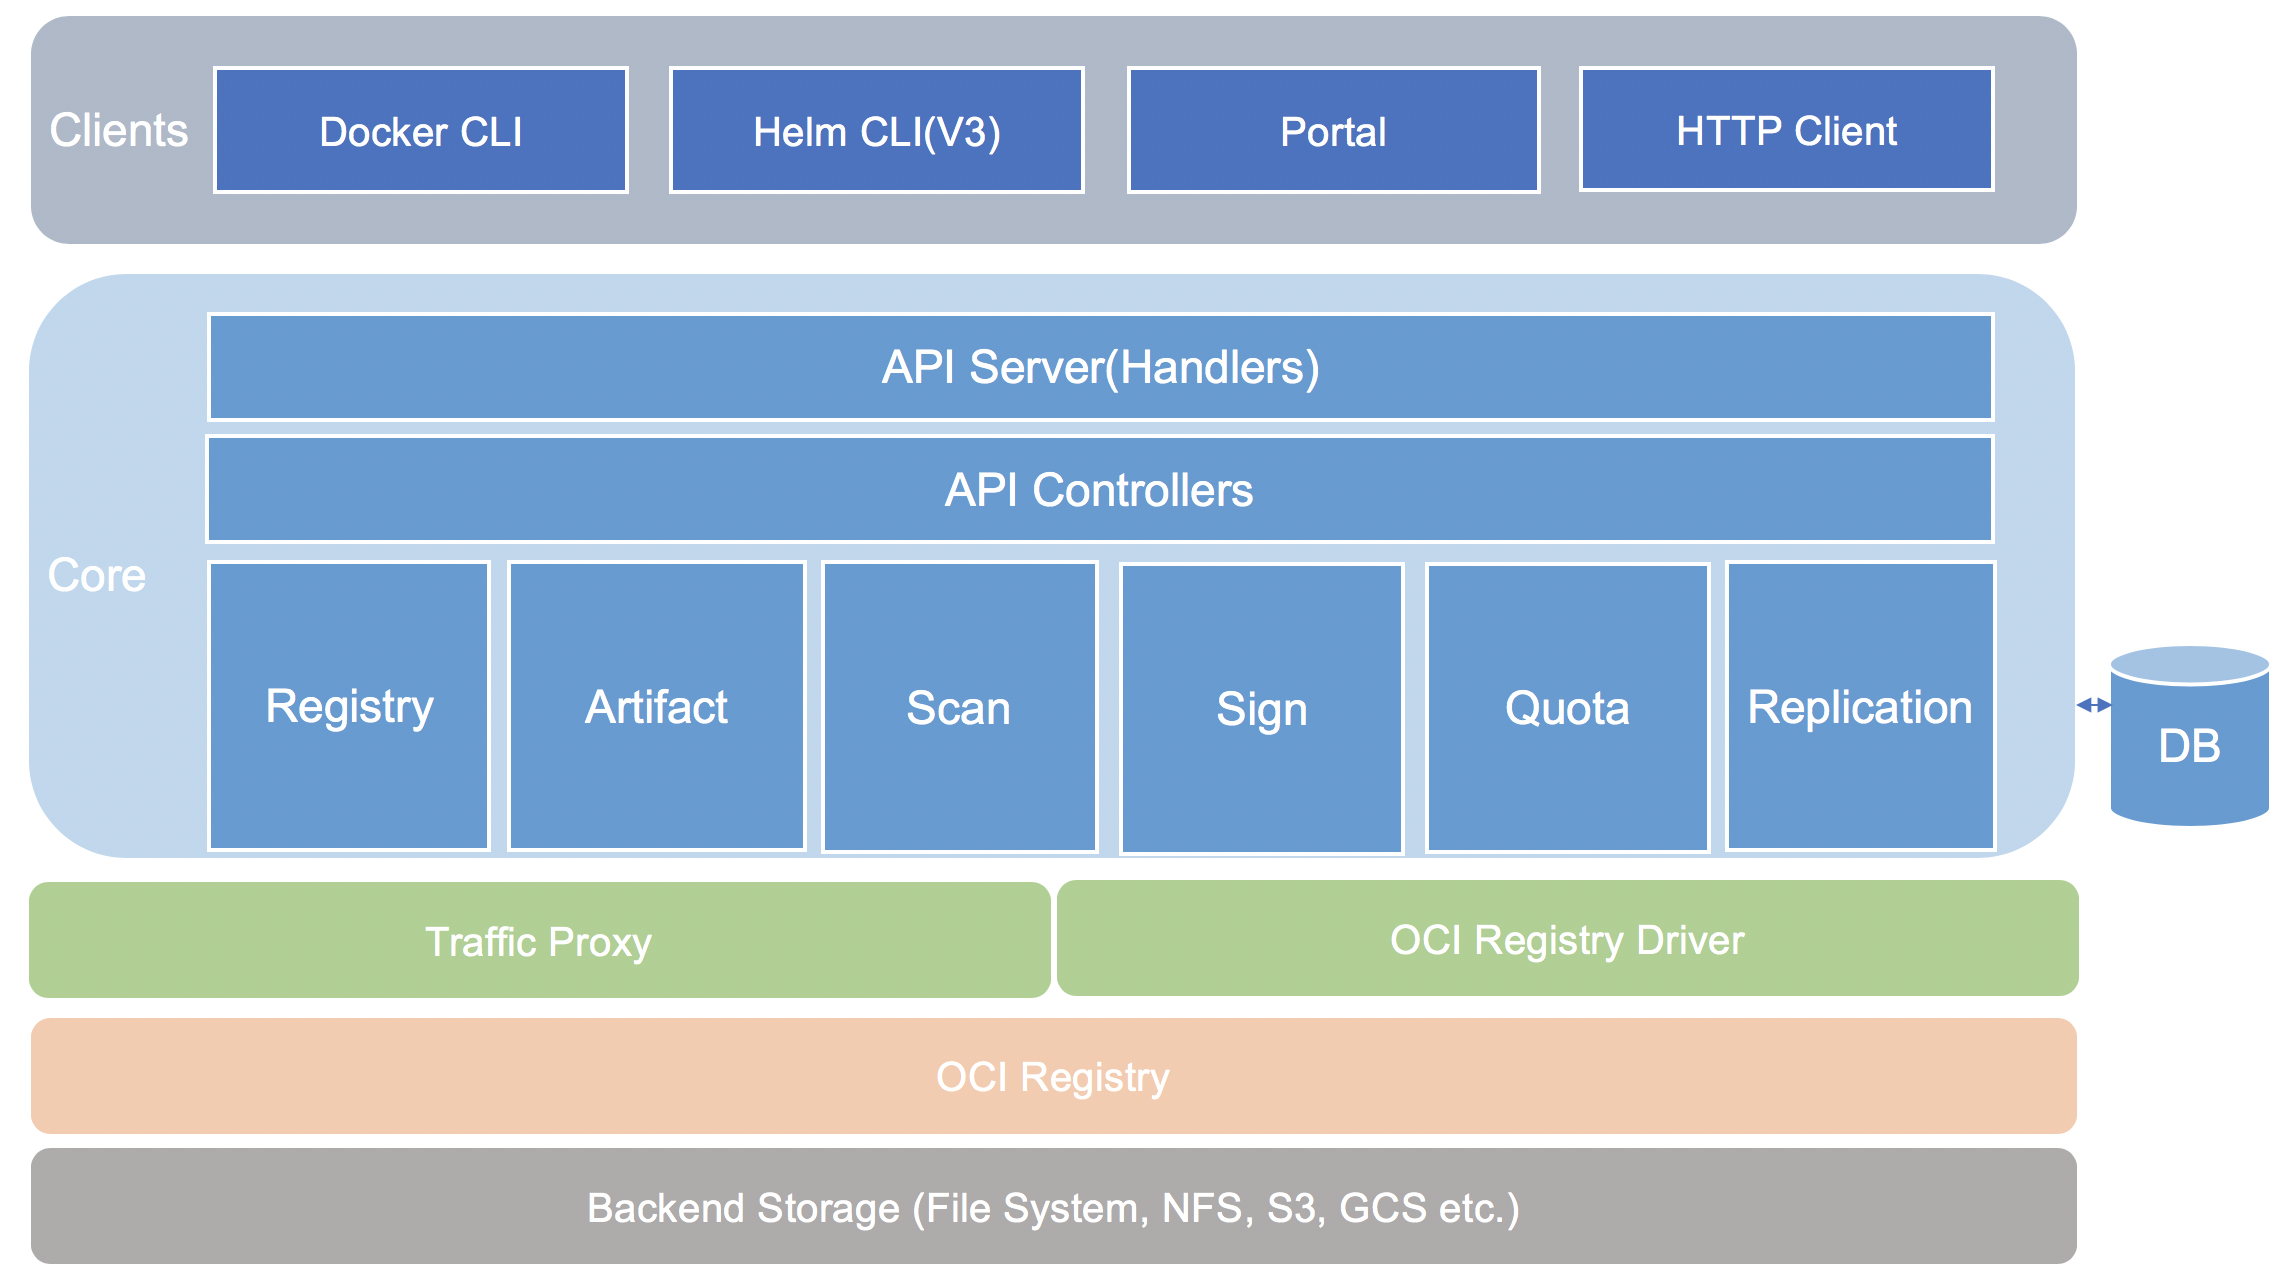 Clients
Docker CLI
Helm CLI(V3)
Portal
HTTP Client
Core
API Server(Handlers)
API Controllers
Registry
Artifact
Scan
Sign
Quota
Replication
DB
Traffic Proxy
OCI Registry Driver
OCI Registry
Backend Storage (File System, NFS, S3, GCS etc.)